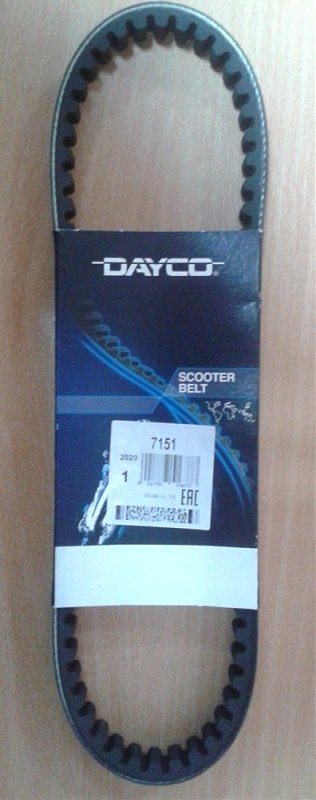 DAYCO®
SCOOTER
BELT
7151
2020
1
EAC